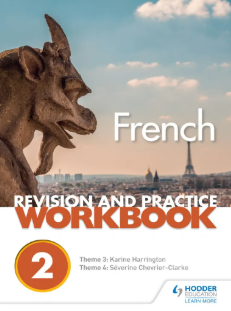 French
REVISION AND PRACTICE
WORKBOOK
2
Theme 3: Karine Harrington
Theme 4: Séverine Chevrier-Clarke
HODDER
EDUCATION
LEARN MORE